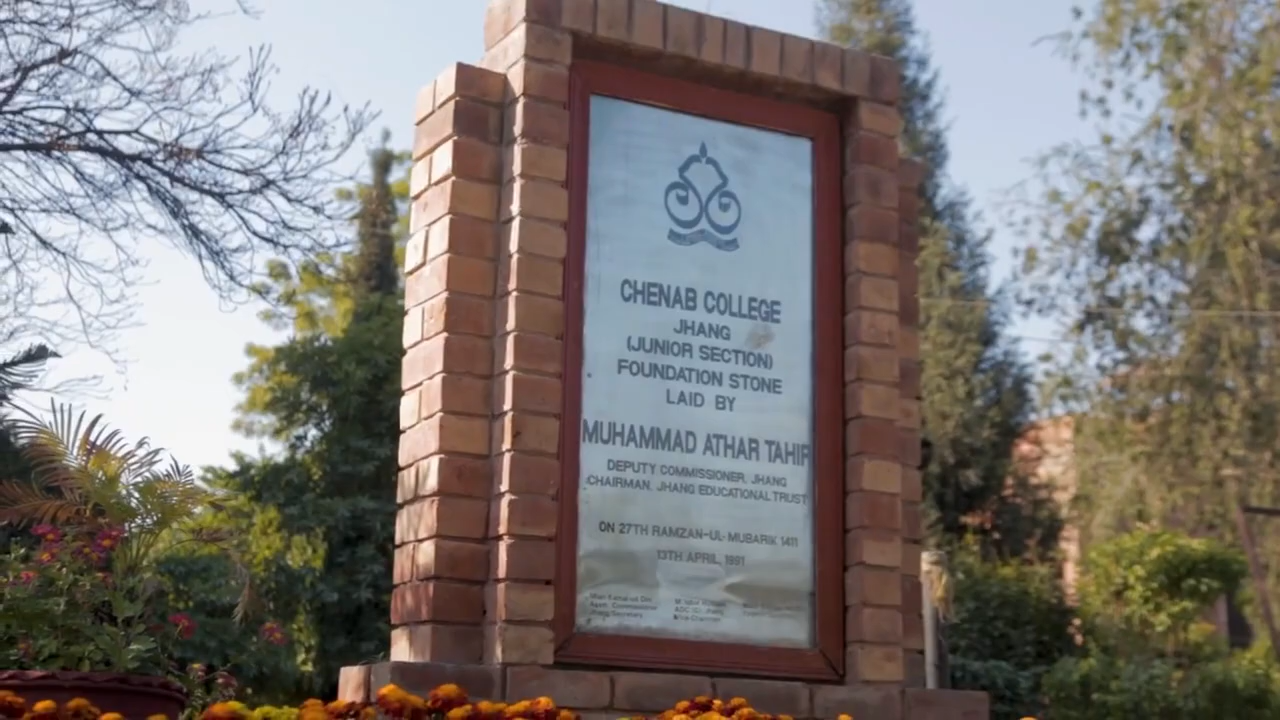 CHENAB COLLEGE
JHANG
(JUNIOR SECTION)
FOUNDATION STONE
LAID BY
MUHAMMAD ATHAR TAHIR
DEPUTY COMMISSIONER, JHANG
CHAIRMAN, JHANG EDUCATIONAL TRUST
ON 27TH RAMZAN-UL-MUBARIK 1411
13TH APRIL, 1991